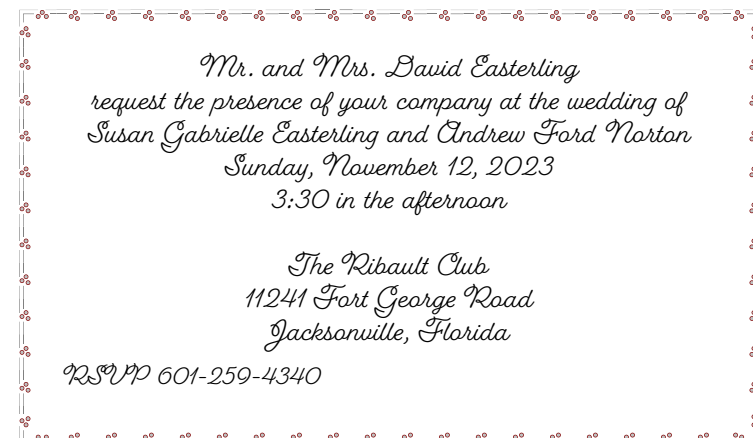 Mr. and Mrs. David Easterling
request the presence of your company at the wedding of
Susan Gabrielle Easterling and Andrew Ford Norton
Sunday, November 12, 2023
3:30 in the afternoon
The Ribault Club
11241 Fort George Road
Jacksonville, Florida
RSVP 601-259-4340